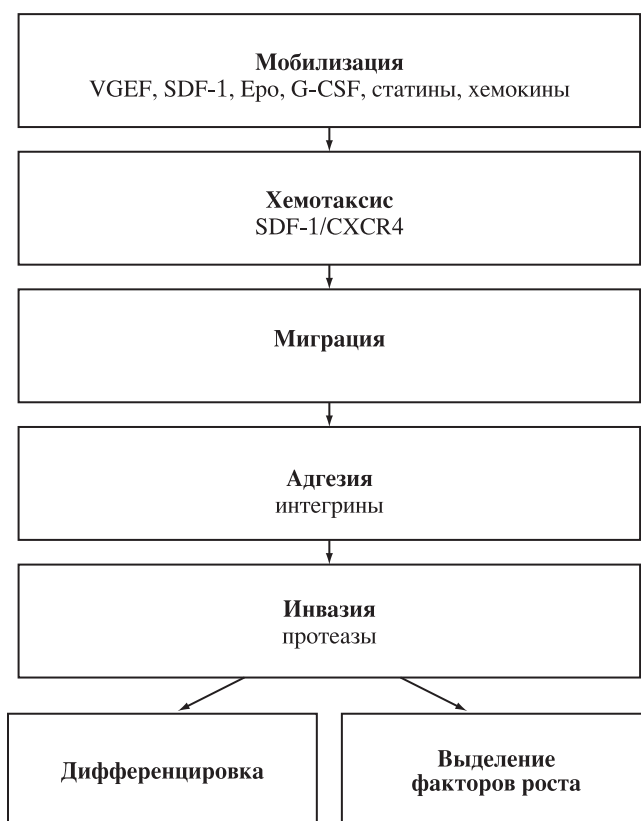 Мобилизация
VGEF, SDF-1, Epo, G-CSF, статины, хемокины
Хемотаксис
SDF-1/CXCR4
Миграция
Адгезия
интегрины
Инвазия
протеазы
Дифференцировка
Выделение
факторов роста